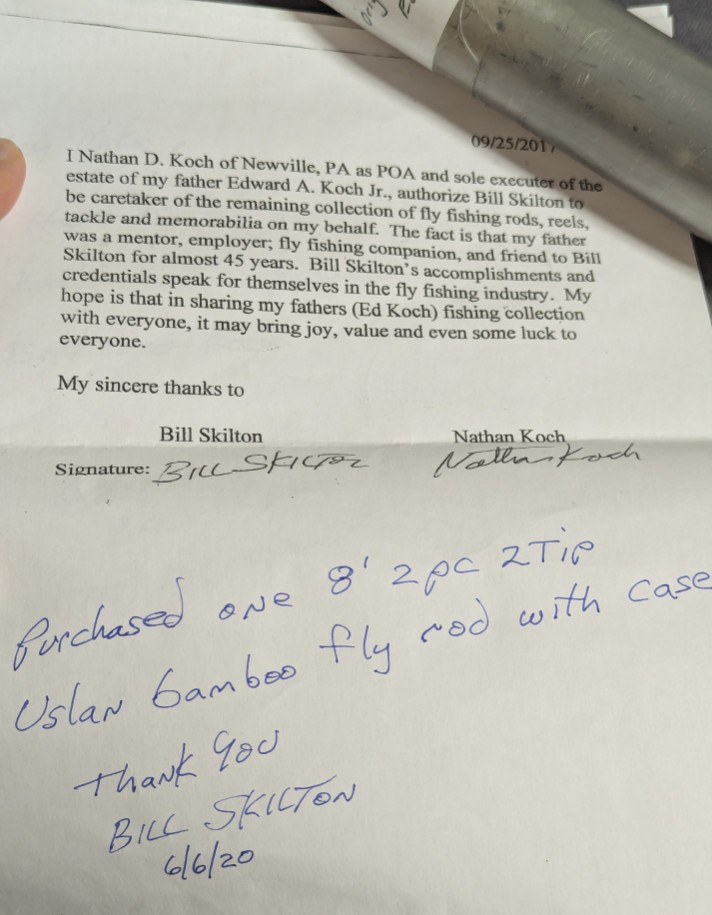 Orig
09/25/2017
I Nathan D. Koch of Newville, PA as POA and sole executer of the
estate of my father Edward A. Koch Jr., authorize Bill Skilton to
be caretaker of the remaining collection of fly fishing rods, reels,
tackle and memorabilia on my behalf. The fact is that my father
was a mentor, employer; fly fishing companion, and friend to Bill
Skilton for almost 45 years. Bill Skilton's accomplishments and
credentials speak for themselves in the fly fishing industry. My
hope is that in sharing my fathers (Ed Koch) fishing collection
with everyone, it may bring joy, value and even some luck to
everyone.
My sincere thanks to
Bill Skilton Nathan Koch
Signature: BILL SKILTON Nathan Koch
Purchased one 8' 2pc 2Tip
Uslan bamboo fly rod with case
Thank you
BILL SKILTON
6/6/20